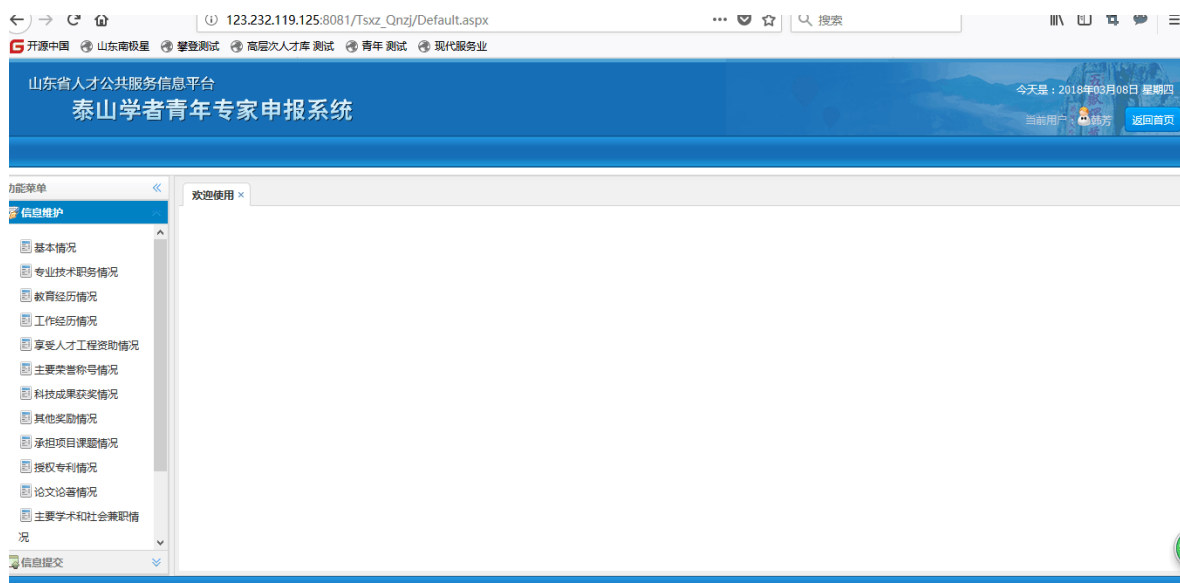 123.232.119.125:8081/Tsxz_Qnzj/Default.aspx
搜索
开源中国 山东南极星 攀登测试 高层次人才库 测试 青年 测试 现代服务业
山东省人才公共服务信息平台
泰山学者青年专家申报系统
今天是：2018年03月08日 星期四
当前用户：韩芳 返回首页
功能菜单
欢迎使用
信息维护
基本情况
专业技术职务情况
教育经历情况
工作经历情况
享受人才工程资助情况
主要荣誉称号情况
科技成果获奖情况
其他奖励情况
承担项目课题情况
授权专利情况
论文论著情况
主要学术和社会兼职情
况
信息提交